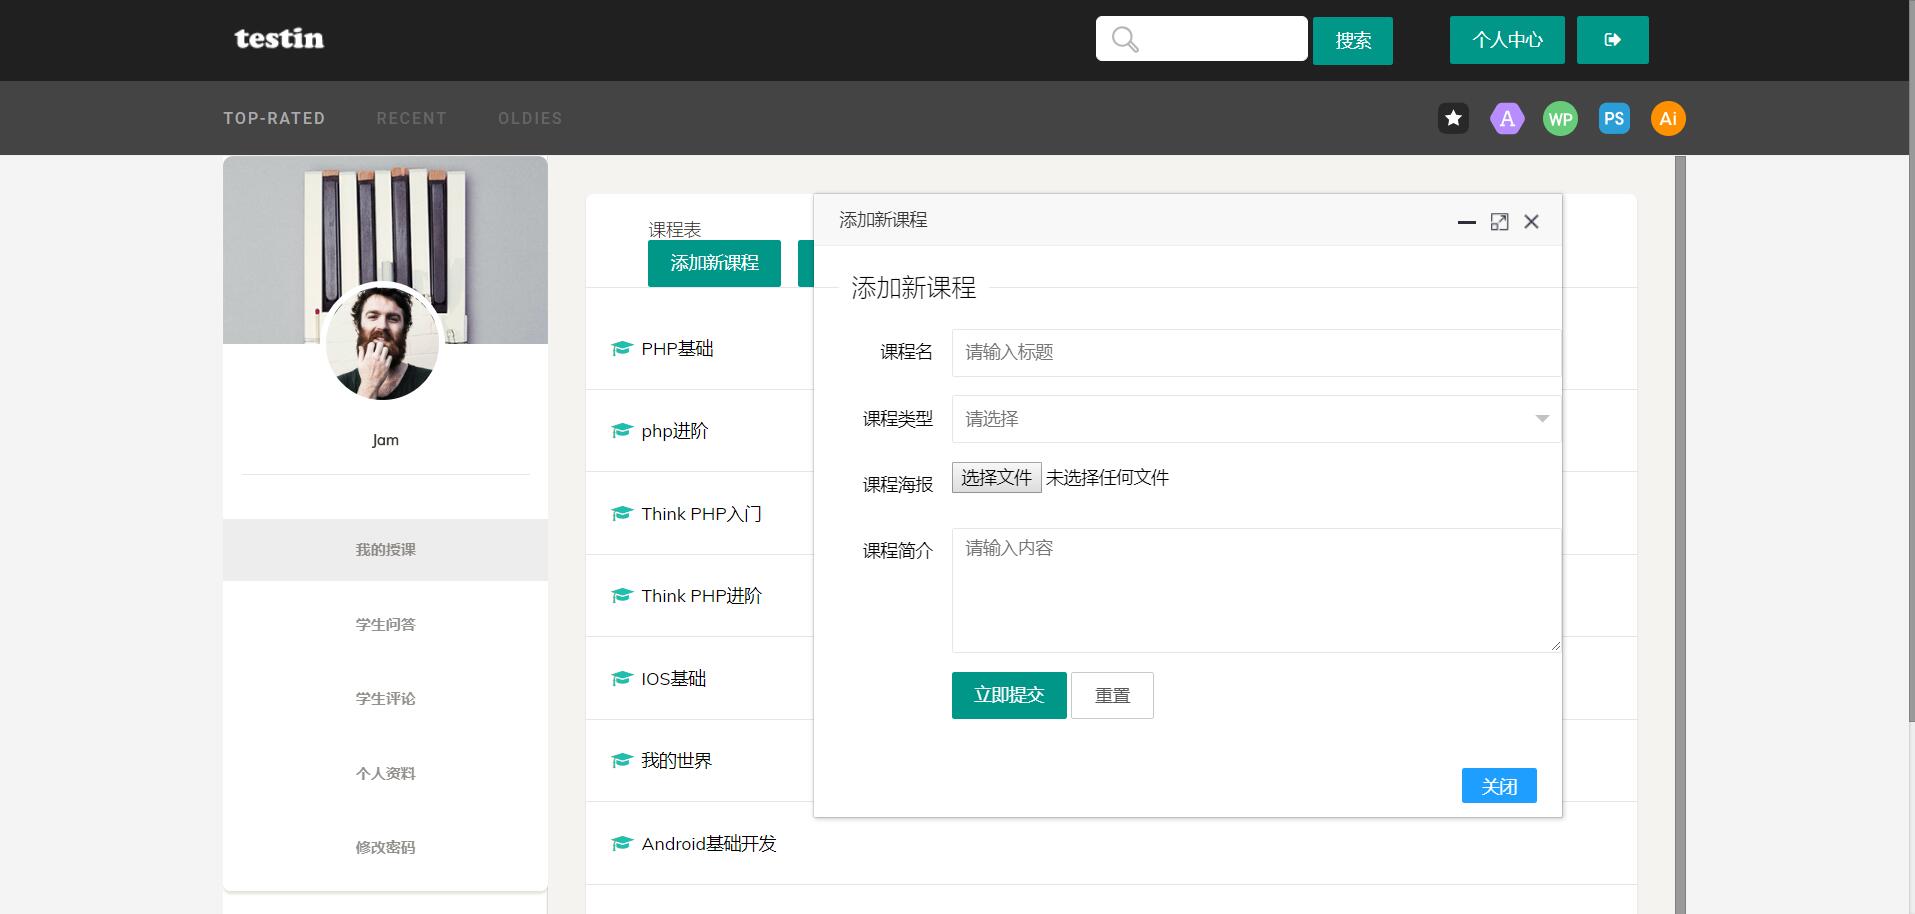 testin
搜索
个人中心
TOP-RATED
RECENT
OLDIES
A
WP
PS
Ai
Jam
我的授课
学生问答
学生评论
个人资料
修改密码
课程表
添加新课程
PHP基础
php进阶
Think PHP入门
Think PHP进阶
IOS基础
我的世界
Android基础开发
添加新课程
添加新课程
课程名
请输入标题
课程类型
请选择
课程海报
选择文件 未选择任何文件
课程简介
请输入内容
立即提交
重置
关闭